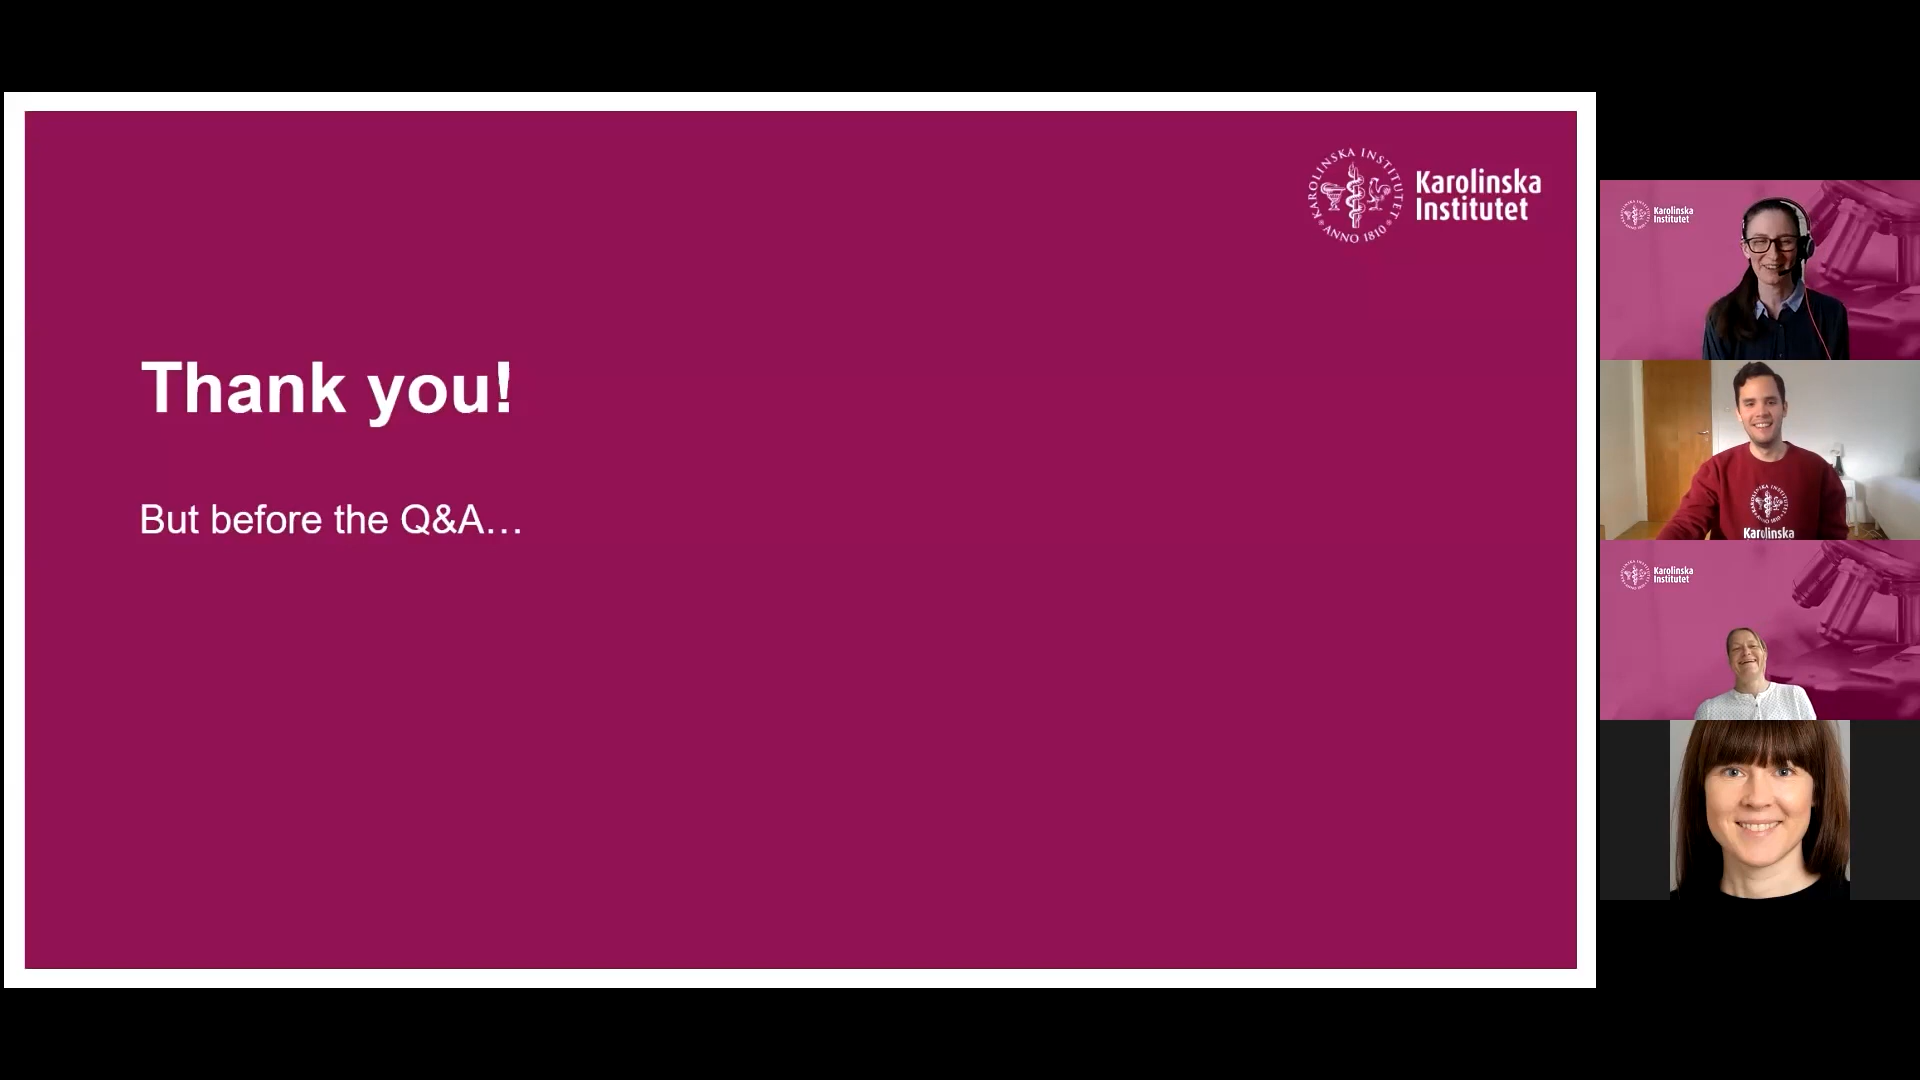 KAROLINSKA INSTITUTET
ANNO 1810
Karolinska
Institutet
Thank you!
But before the Q&A…
Karolinska
Institutet
Karolinska
Karolinska
Institutet